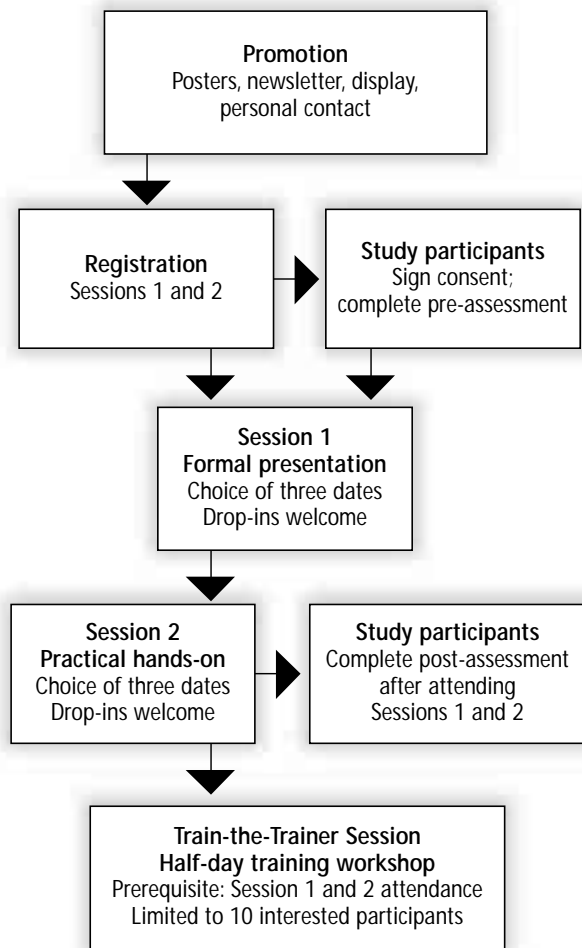 Promotion
Posters, newsletter, display,
personal contact
Registration
Sessions 1 and 2
Study participants
Sign consent;
complete pre-assessment
Session 1
Formal presentation
Choice of three dates
Drop-ins welcome
Session 2
Practical hands-on
Choice of three dates
Drop-ins welcome
Study participants
Complete post-assessment
after attending
Sessions 1 and 2
Train-the-Trainer Session
Half-day training workshop
Prerequisite: Session 1 and 2 attendance
Limited to 10 interested participants